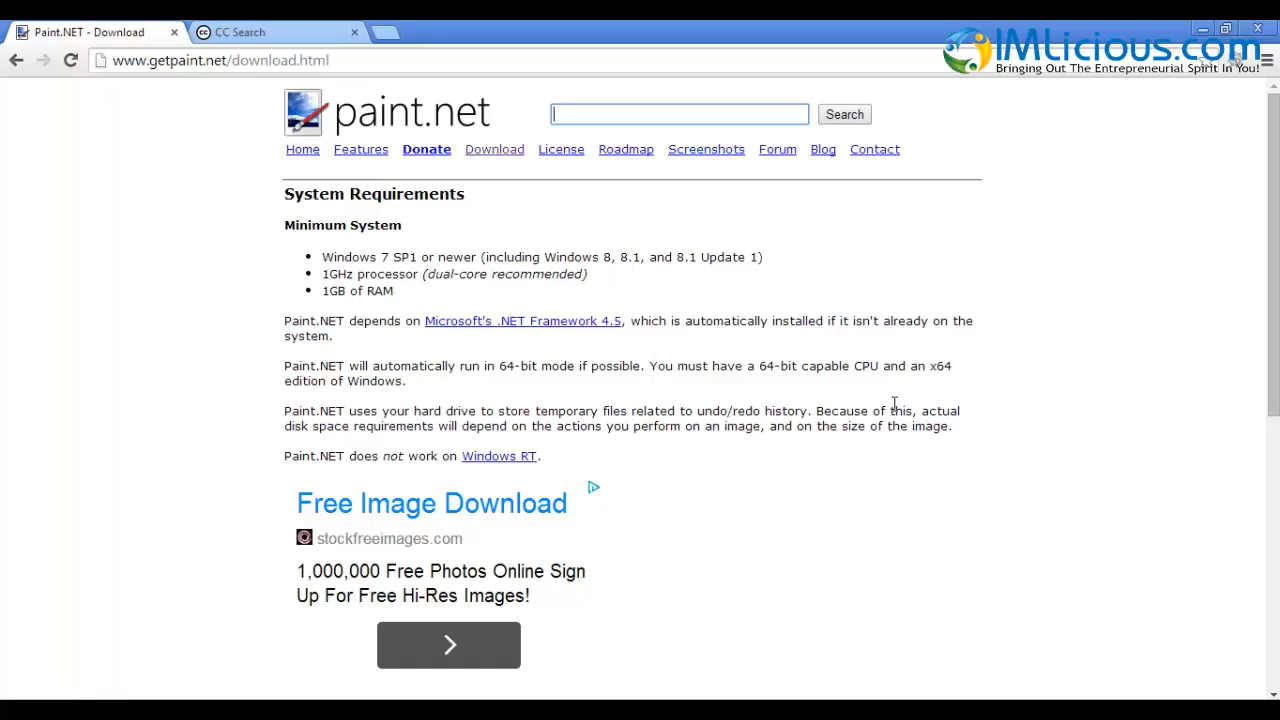 Paint.NET - Download
CC Search
www.getpaint.net/download.html
IMLicious.com
Bringing Out The Entrepreneurial Spirit In You!
paint.net
Search
Home Features Donate Download License Roadmap Screenshots Forum Blog Contact
System Requirements
Minimum System
• Windows 7 SP1 or newer (including Windows 8, 8.1, and 8.1 Update 1)
• 1GHz processor (dual-core recommended)
• 1GB of RAM
Paint.NET depends on Microsoft's .NET Framework 4.5, which is automatically installed if it isn't already on the
system.
Paint.NET will automatically run in 64-bit mode if possible. You must have a 64-bit capable CPU and an x64
edition of Windows.
Paint.NET uses your hard drive to store temporary files related to undo/redo history. Because of this, actual
disk space requirements will depend on the actions you perform on an image, and on the size of the image.
Paint.NET does not work on Windows RT.
Free Image Download
stockfreeimages.com
1,000,000 Free Photos Online Sign
Up For Free Hi-Res Images!